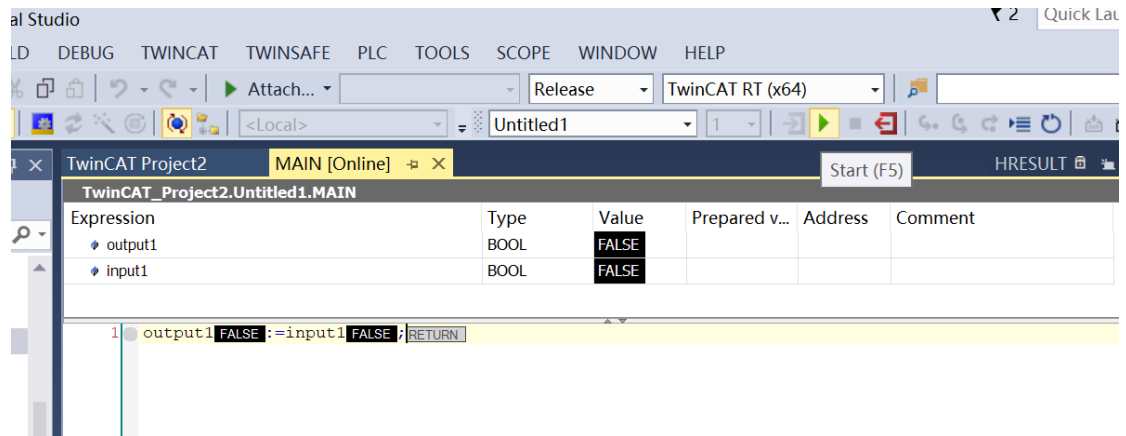 al Studio 2 Quick Lau
LD DEBUG TWINCAT TWINSAFE PLC TOOLS SCOPE WINDOW HELP
Attach... Release TwinCAT RT (x64)
<Local> Untitled1 1
TwinCAT Project2 MAIN [Online] Start (F5) HRESULT
TwinCAT_Project2.Untitled1.MAIN
Expression Type Value Prepared v... Address Comment
output1 BOOL FALSE
input1 BOOL FALSE
1 output1 FALSE :=input1 FALSE ; RETURN